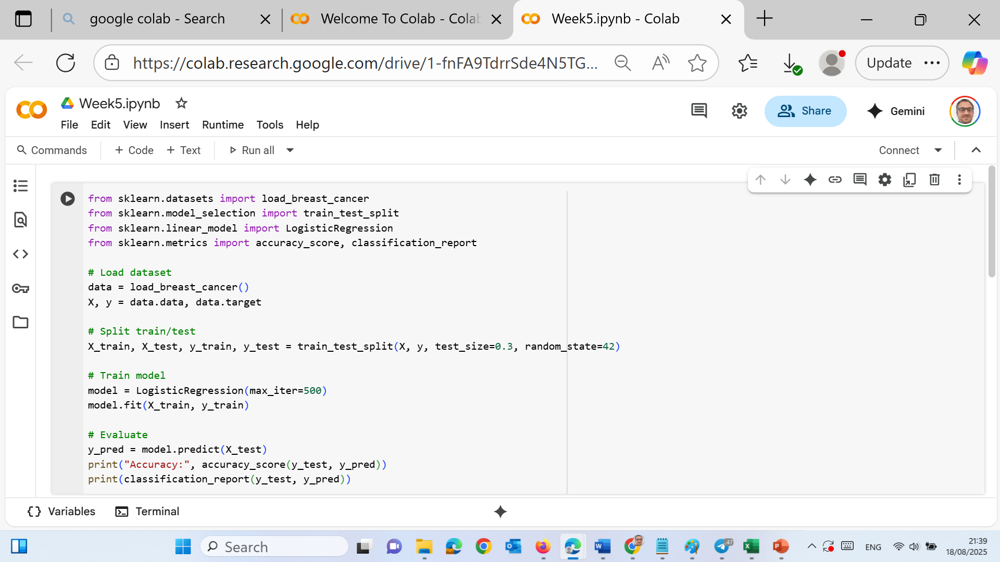 google colab - Search
Welcome To Colab - Colab
Week5.ipynb - Colab
https://colab.research.google.com/drive/1-fnFA9TdrrSde4N5TG...
Update
Week5.ipynb
File Edit View Insert Runtime Tools Help
Share
Gemini
Commands + Code + Text Run all
Connect
from sklearn.datasets import load_breast_cancer
from sklearn.model_selection import train_test_split
from sklearn.linear_model import LogisticRegression
from sklearn.metrics import accuracy_score, classification_report
# Load dataset
data = load_breast_cancer()
X, y = data.data, data.target
# Split train/test
X_train, X_test, y_train, y_test = train_test_split(X, y, test_size=0.3, random_state=42)
# Train model
model = LogisticRegression(max_iter=500)
model.fit(X_train, y_train)
# Evaluate
y_pred = model.predict(X_test)
print("Accuracy:", accuracy_score(y_test, y_pred))
print(classification_report(y_test, y_pred))
{} Variables
Terminal
Search
.47
ENG
21:39
18/08/2025